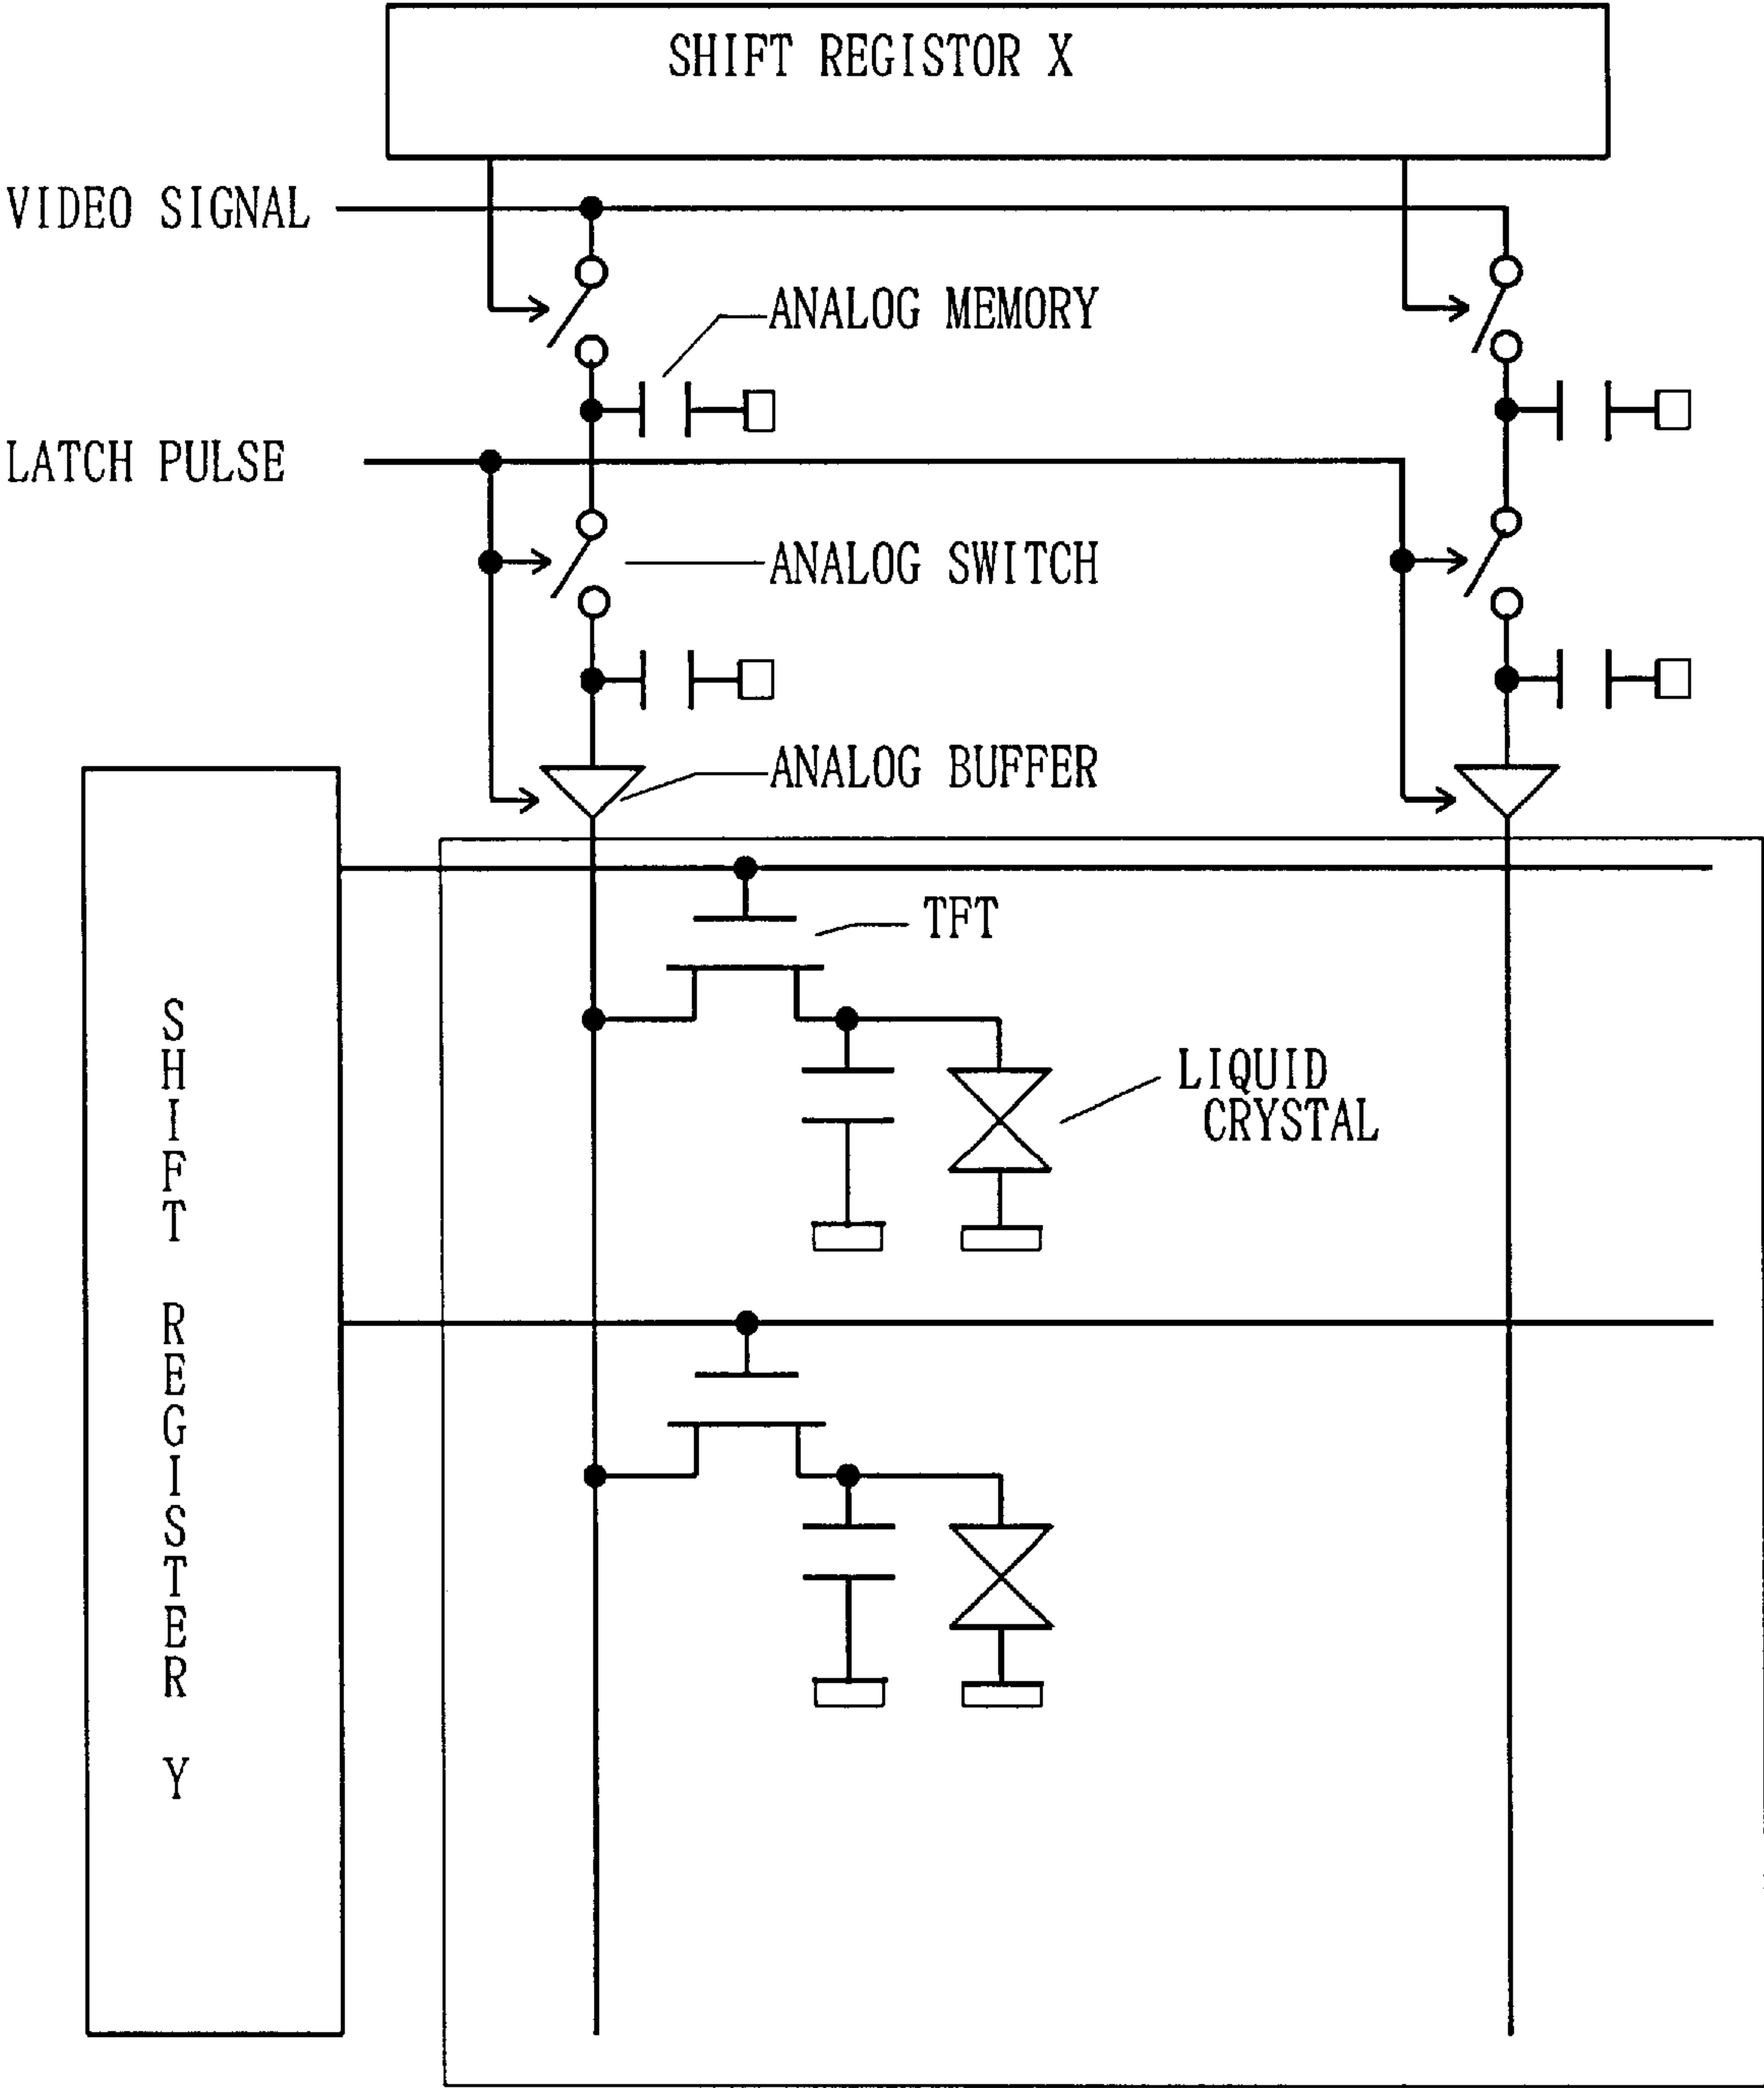 SHIFT REGISTOR X
VIDEO SIGNAL
ANALOG MEMORY
LATCH PULSE
ANALOG SWITCH
ANALOG BUFFER
TFT
LIQUID
CRYSTAL
SHIFT REGISTER Y